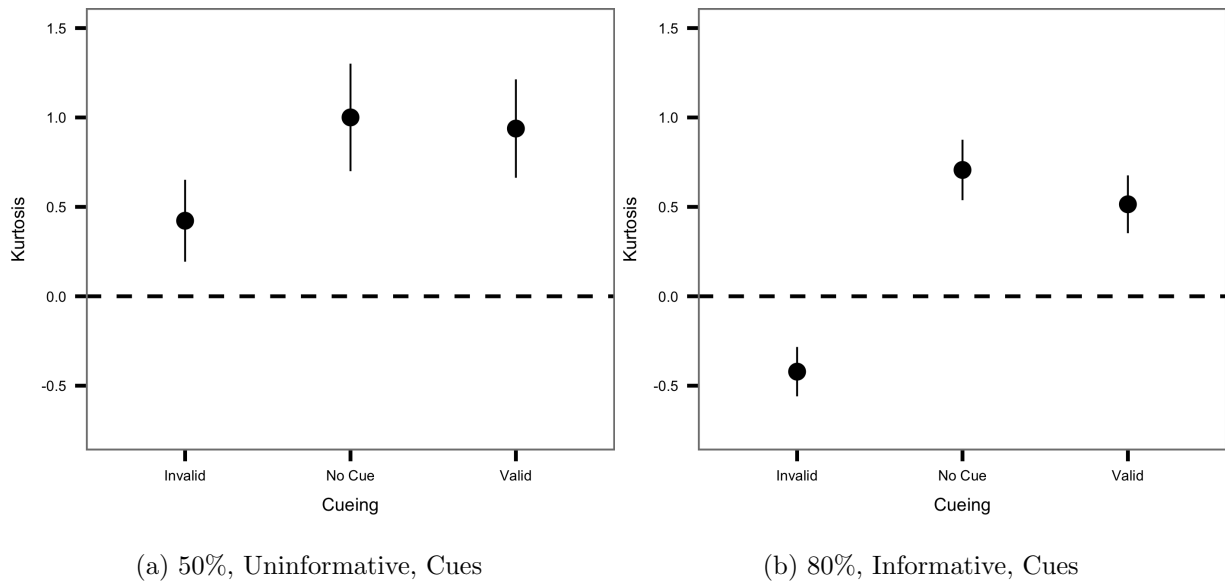 1.5
1.0
0.5
0.0
-0.5
Kurtosis
Invalid
No Cue
Valid
Cueing
(a) 50%, Uninformative, Cues
1.5
1.0
0.5
0.0
-0.5
Kurtosis
Invalid
No Cue
Valid
Cueing
(b) 80%, Informative, Cues